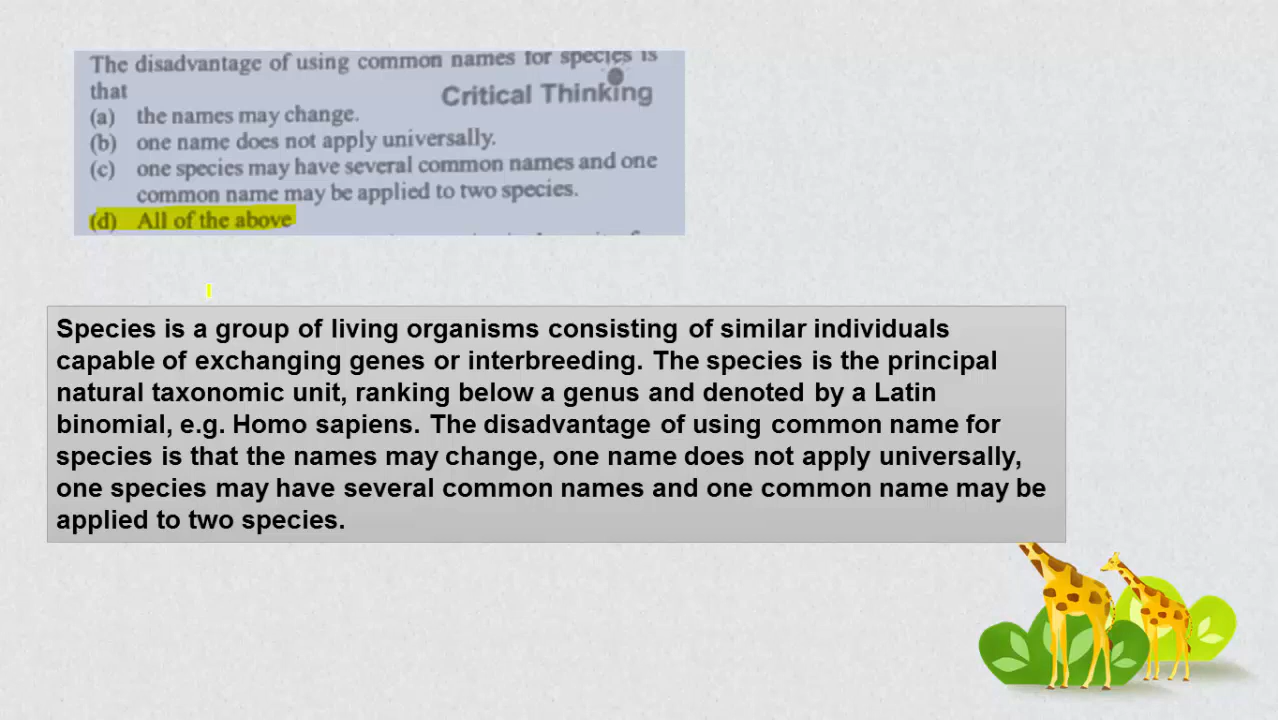 The disadvantage of using common names for species is
that
Critical Thinking
(a) the names may change.
(b) one name does not apply universally.
(c) one species may have several common names and one
common name may be applied to two species.
(d) All of the above
Species is a group of living organisms consisting of similar individuals
capable of exchanging genes or interbreeding. The species is the principal
natural taxonomic unit, ranking below a genus and denoted by a Latin
binomial, e.g. Homo sapiens. The disadvantage of using common name for
species is that the names may change, one name does not apply universally,
one species may have several common names and one common name may be
applied to two species.